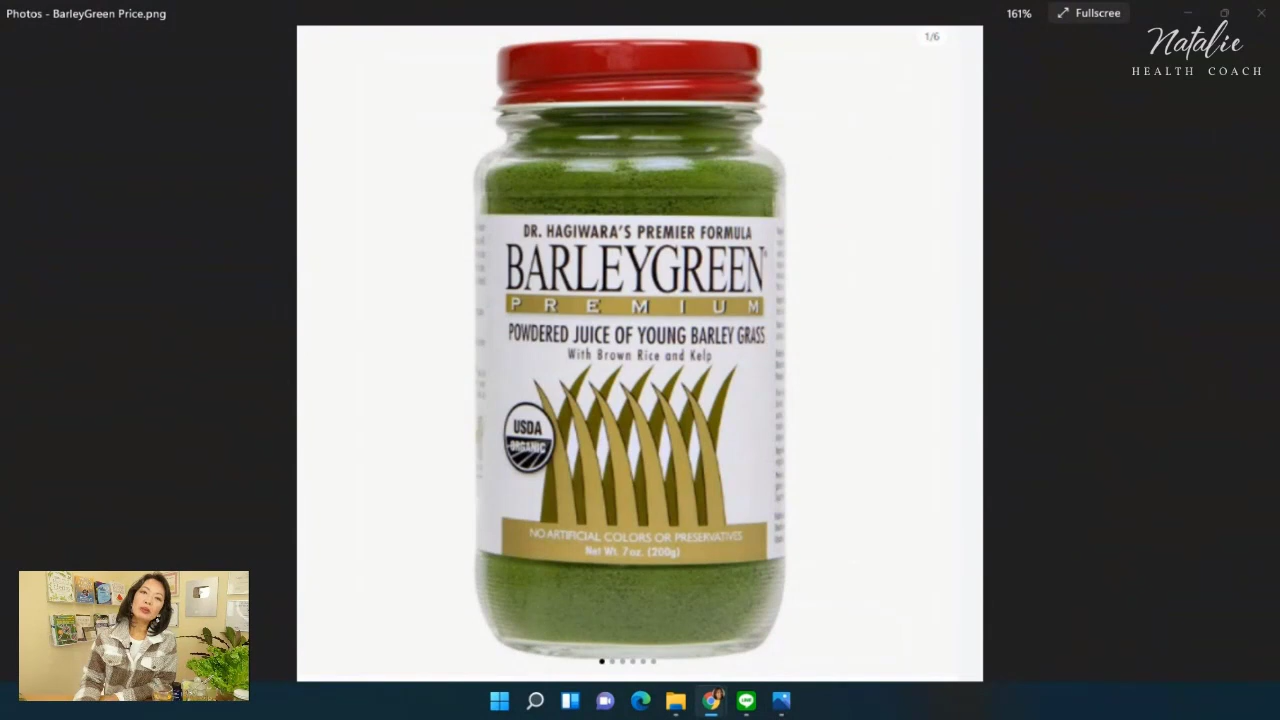 Photos - BarleyGreen Price.png
161%
Fullscree
Natalie
HEALTH COACH
1/6
DR. HAGIWARA'S PREMIER FORMULA
BARLEYGREEN
PREMIUM
POWDERED JUICE OF YOUNG BARLEY GRASS
With Brown Rice and Kelp
USDA
ORGANIC
NO ARTIFICIAL COLORS OR PRESERVATIVES
Net Wt. 7oz. (200g)